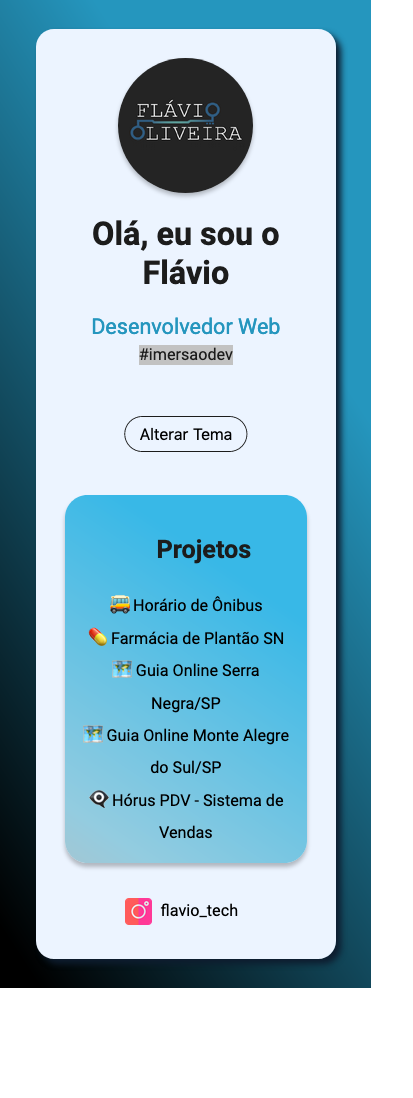 FLÁVIO
OLIVEIRA
Olá, eu sou o
Flávio
Desenvolvedor Web
#imersaodev
Alterar Tema
Projetos
Horário de Ônibus
Farmácia de Plantão SN
Guia Online Serra
Negra/SP
Guia Online Monte Alegre
do Sul/SP
Hórus PDV - Sistema de
Vendas
flavio_tech